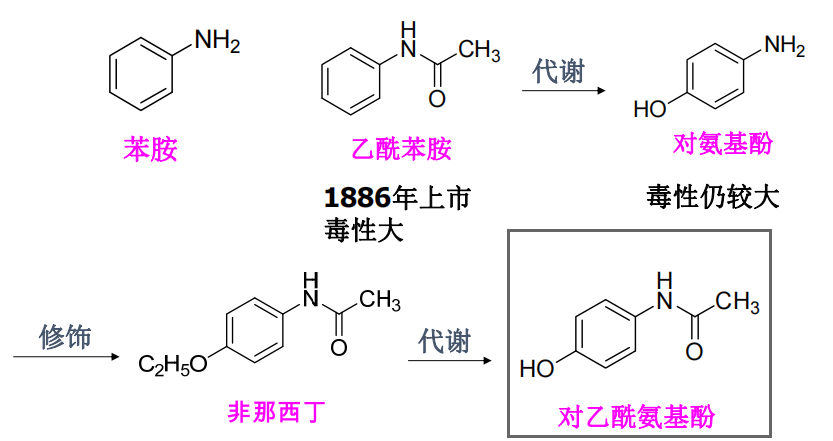 NH₂
H
N
CH₃
O
代谢
NH₂
HO
苯胺
乙酰苯胺
对氨基酚
1886年上市
毒性大
毒性仍较大
修饰
H
N
CH₃
O
C₂H₅O
代谢
H
N
CH₃
O
HO
非那西丁
对乙酰氨基酚